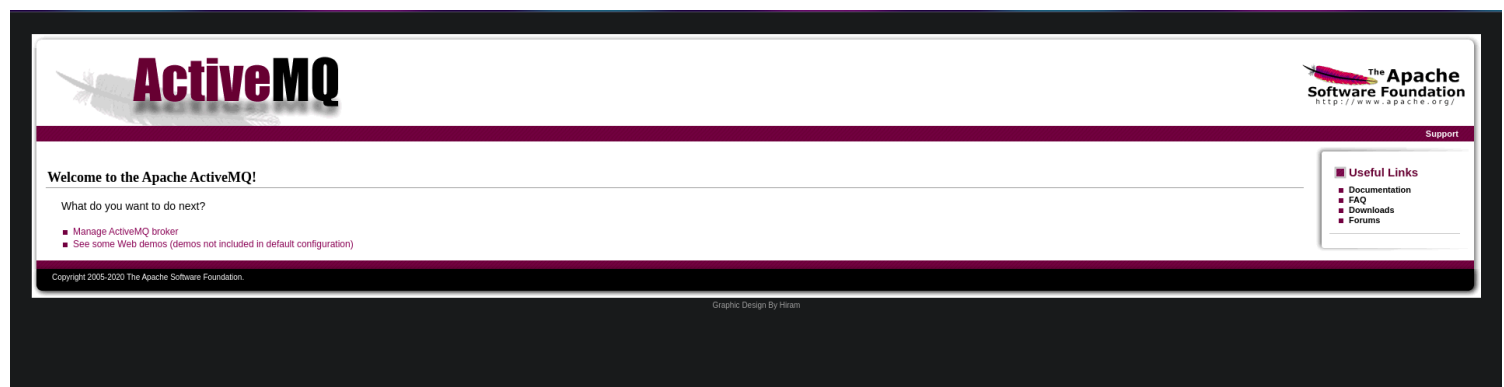 ActiveMQ
The Apache
Software Foundation
http://www.apache.org/
Support
Welcome to the Apache ActiveMQ!
What do you want to do next?
Manage ActiveMQ broker
See some Web demos (demos not included in default configuration)
Useful Links
Documentation
FAQ
Downloads
Forums
Copyright 2005-2020 The Apache Software Foundation.
Graphic Design By Hiram